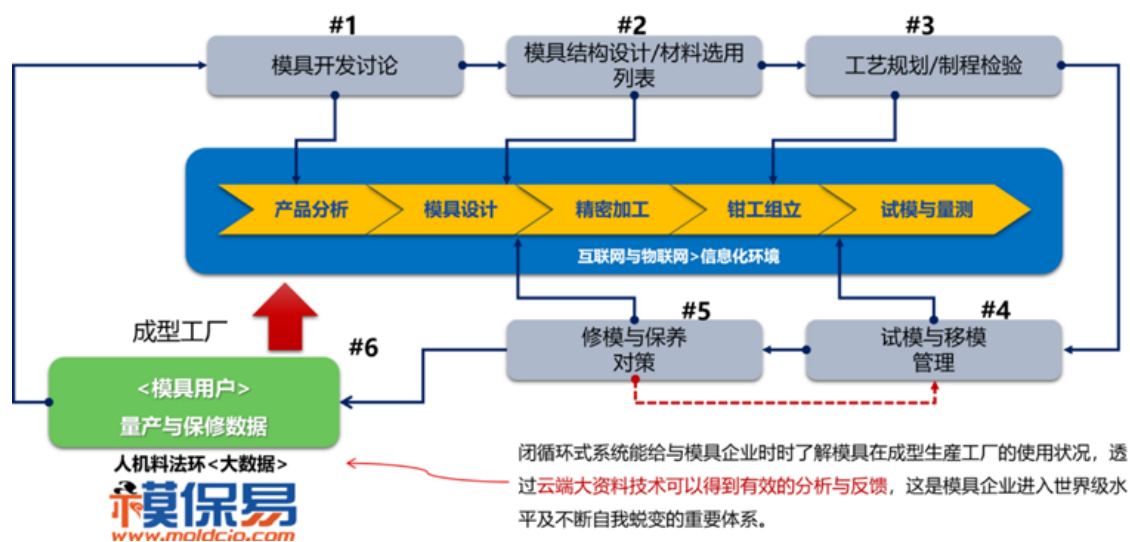 #1
#2
#3
模具开发讨论
模具结构设计/材料选用
列表
工艺规划/制程检验
产品分析
模具设计
精密加工
钳工组立
试模与量测
互联网与物联网>信息化环境
成型工厂
#6
#5
#4
修模与保养
对策
试模与移模
管理
<模具用户>
量产与保修数据
人机料法环<大数据>
模保易
www.moldcip.com
闭循环式系统能给与模具企业时时了解模具在成型生産工厂的使用状况，透
过云端大资料技术可以得到有效的分析与反馈，这是模具企业进入世界级水
平及不断自我蜕变的重要体系。